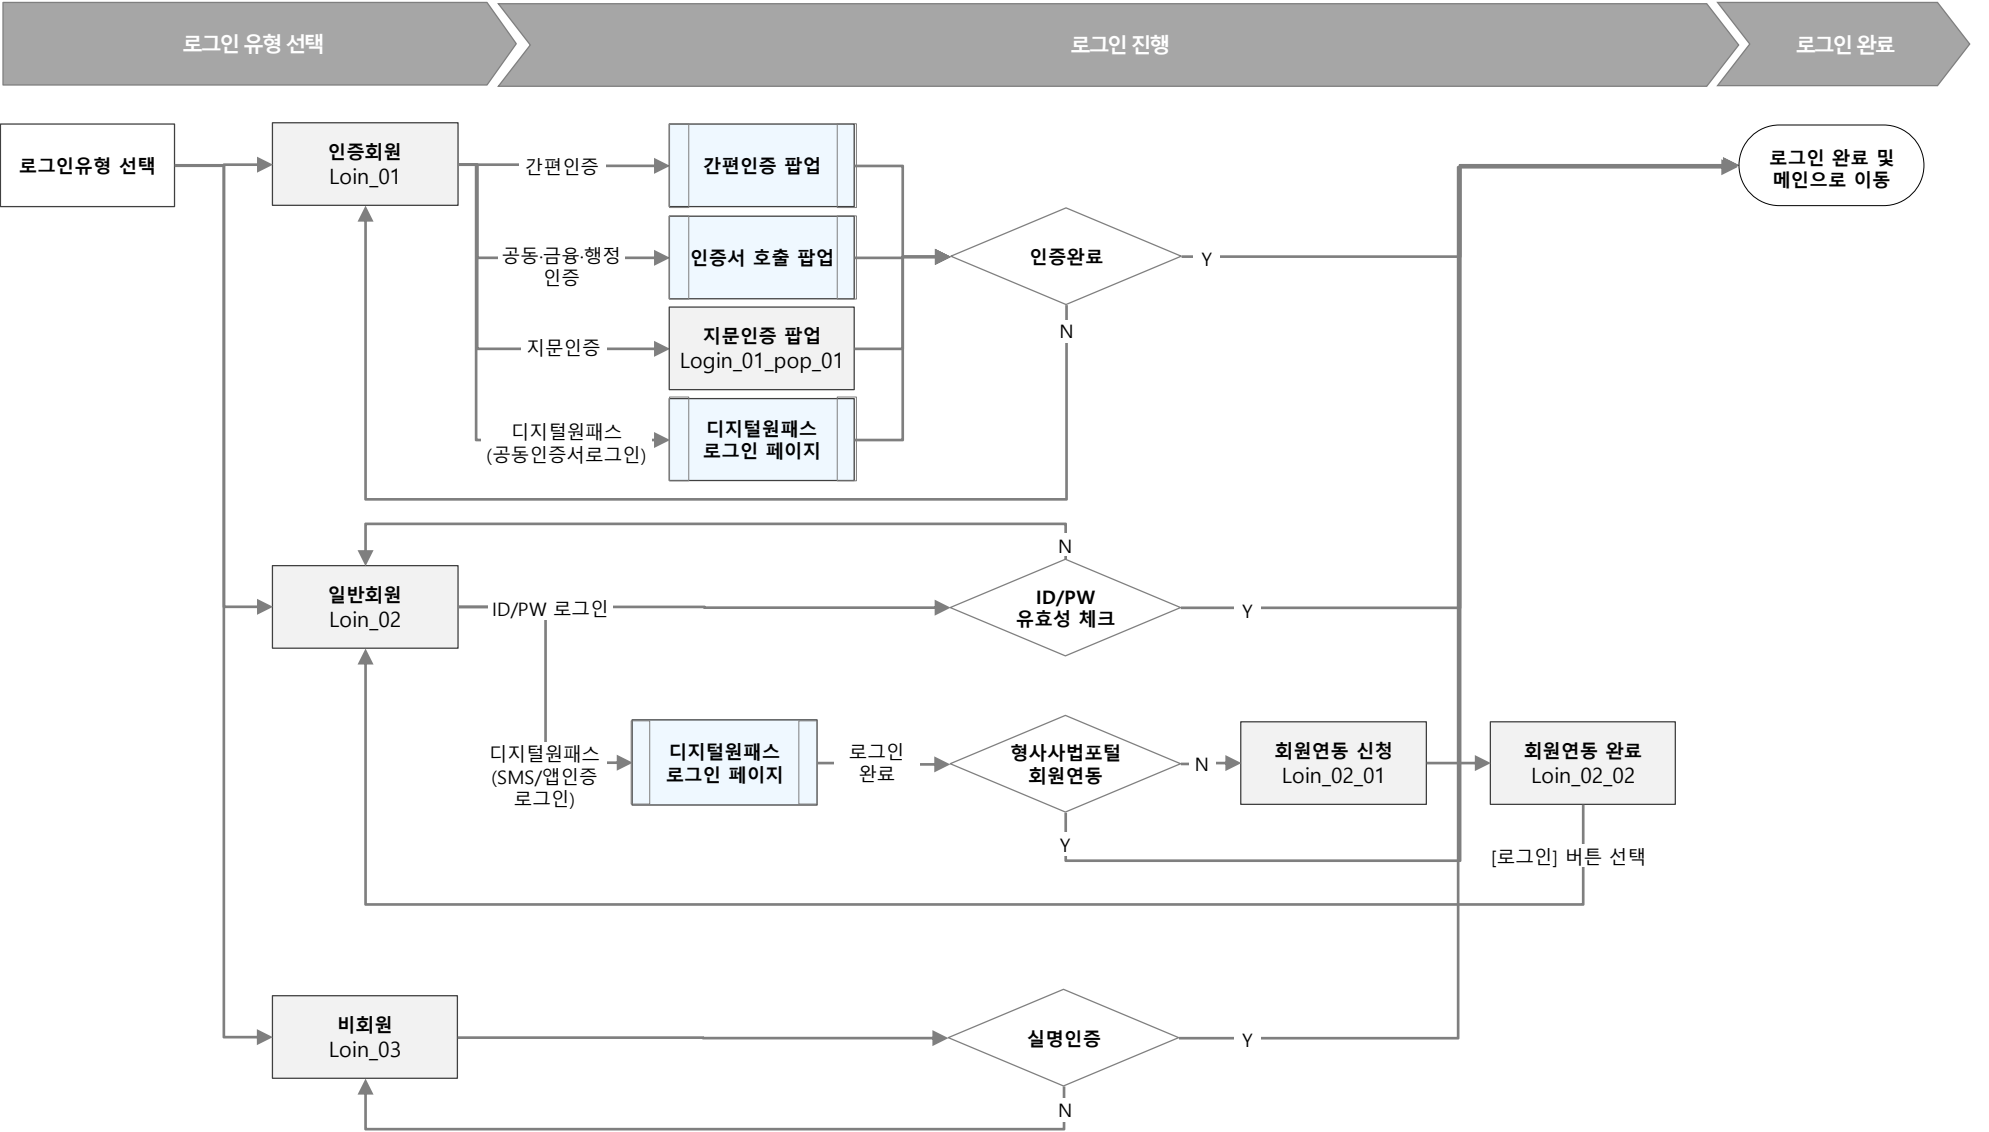 로그인 유형 선택
로그인 진행
로그인 완료
로그인유형 선택
인증회원
Loin_01
간편인증
간편인증 팝업
로그인 완료 및
메인으로 이동
공동·금융·행정
인증
인증서 호출 팝업
인증완료
Y
N
지문인증
지문인증 팝업
Login_01_pop_01
디지털원패스
(공동인증서로그인)
디지털원패스
로그인 페이지
N
일반회원
Loin_02
ID/PW 로그인
ID/PW
유효성 체크
Y
디지털원패스
(SMS/앱인증
로그인)
디지털원패스
로그인 페이지
로그인
완료
형사사법포털
회원연동
N
회원연동 신청
Loin_02_01
회원연동 완료
Loin_02_02
Y
[로그인] 버튼 선택
비회원
Loin_03
실명인증
Y
N